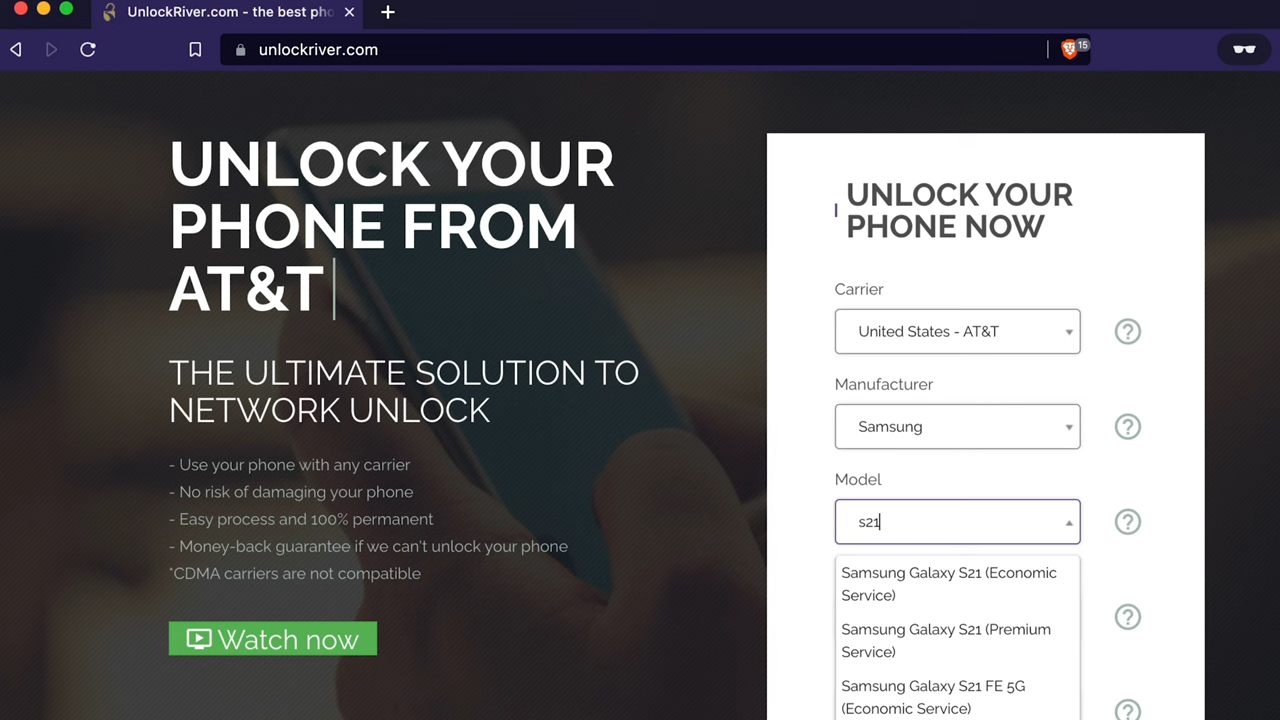 UnlockRiver.com - the best pho
unlockriver.com
15
UNLOCK YOUR
PHONE FROM
AT&T
THE ULTIMATE SOLUTION TO
NETWORK UNLOCK
- Use your phone with any carrier
- No risk of damaging your phone
- Easy process and 100% permanent
- Money-back guarantee if we can't unlock your phone
*CDMA carriers are not compatible
Watch now
UNLOCK YOUR
PHONE NOW
Carrier
United States - AT&T
?
Manufacturer
Samsung
?
Model
s21
?
Samsung Galaxy S21 (Economic
Service)
Samsung Galaxy S21 (Premium
Service)
?
Samsung Galaxy S21 FE 5G
(Economic Service)
?